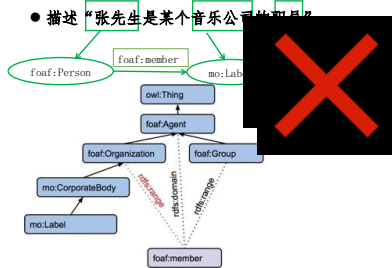 ● 描述“张先生是某个音乐公司的职员”
foaf:member
foaf:Person
mo:Lab
owl:Thing
foaf:Agent
foaf:Organization
foaf:Group
rdfs:range
rdfs:domain
rdfs:range
mo:CorporateBody
mo:Label
foaf:member